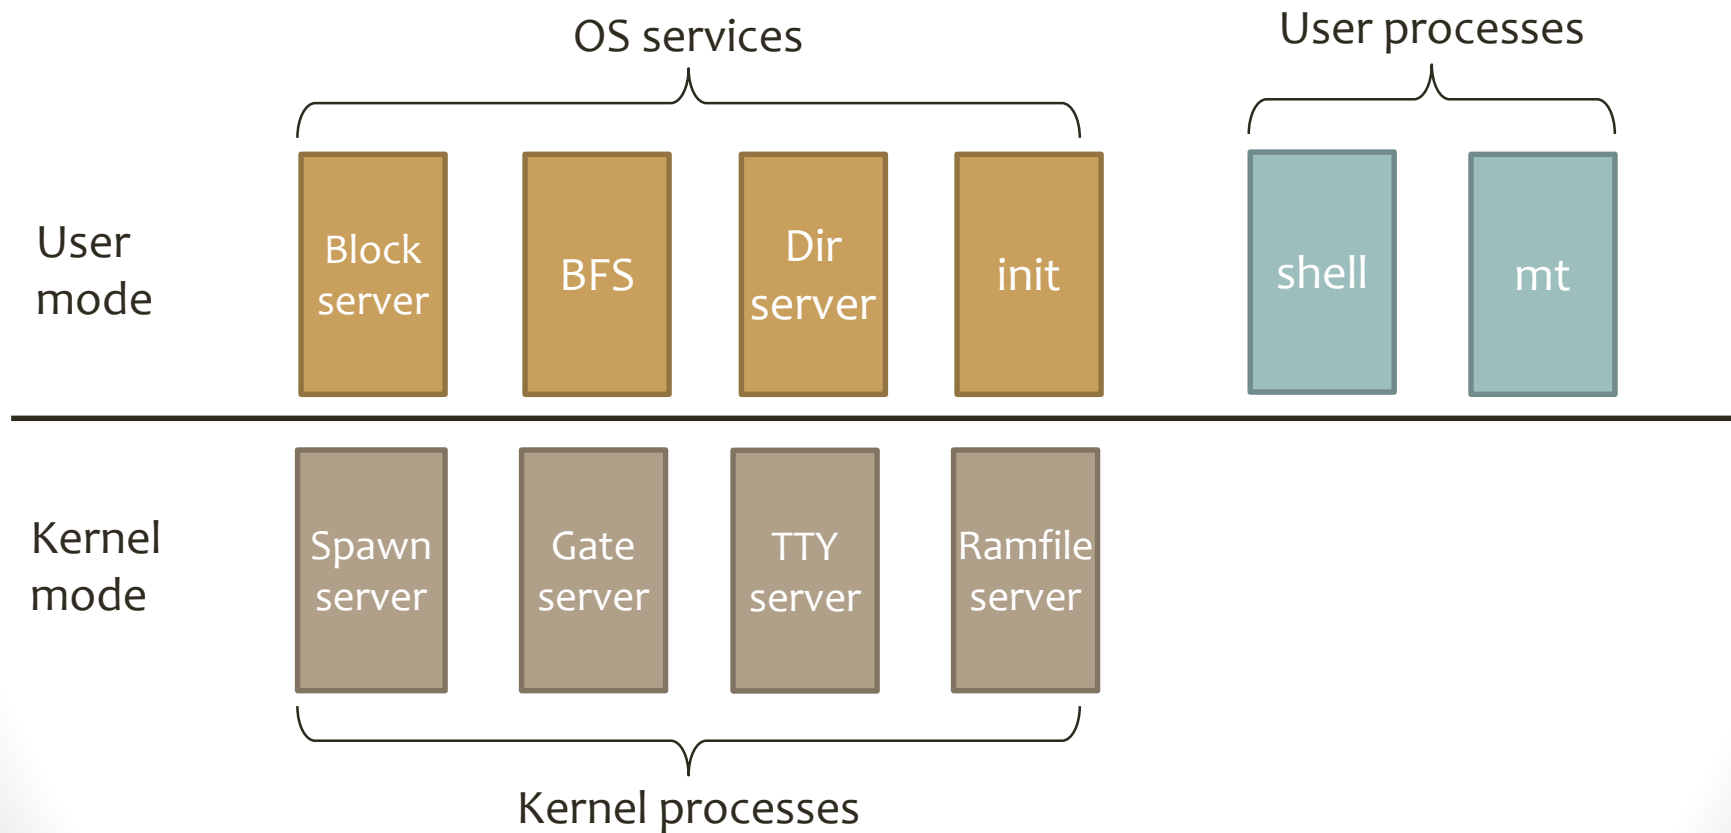 OS services
User processes
User
mode
Block
server
BFS
Dir
server
init
shell
mt
Kernel
mode
Spawn
server
Gate
server
TTY
server
Ramfile
server
Kernel processes